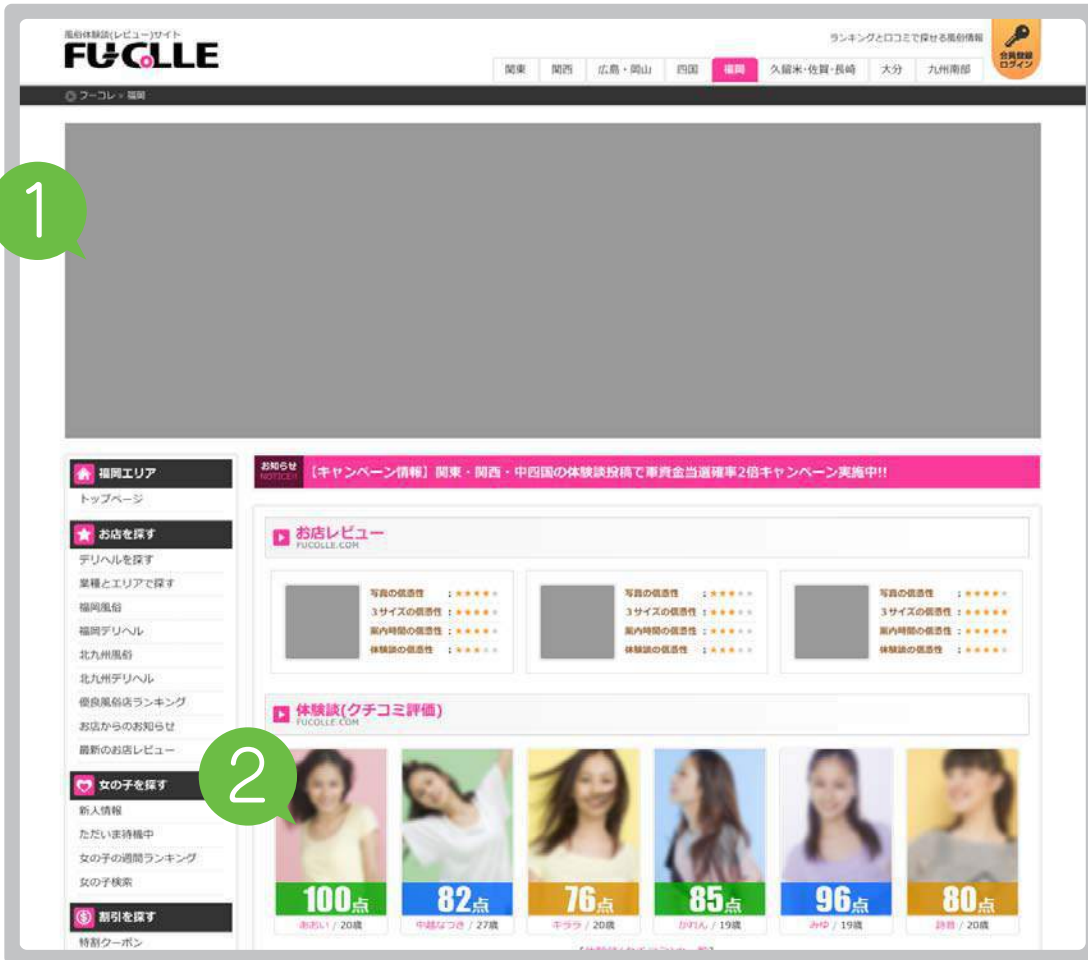 風俗体験談(レビュー)サイト
FUCOLLE
ランキングと口コミで探せる風俗情報
会員登録
ログイン
関東 関西 広島・岡山 四国 福岡 久留米・佐賀・長崎 大分 九州南部
フーコレ > 福岡
1
福岡エリア
トップページ
お店を探す
デリヘルを探す
業種とエリアで探す
福岡風俗
福岡デリヘル
北九州風俗
北九州デリヘル
優良風俗店ランキング
お店からのお知らせ
最新のお店レビュー
女の子を探す
新人情報
ただいま待機中
女の子の週間ランキング
女の子検索
割引を探す
特割クーポン
お知らせ
NOTICE!!
【キャンペーン情報】関東・関西・中四国の体験談投稿で軍資金当選確率2倍キャンペーン実施中!!
お店レビュー
FUCOLLE.COM
写真の信憑性 :★★★★★
3サイズの信憑性 :★★★★★
案内時間の信憑性 :★★★★★
体験談の信憑性 :★★★★★
写真の信憑性 :★★★★★
3サイズの信憑性 :★★★★★
案内時間の信憑性 :★★★★★
体験談の信憑性 :★★★★★
写真の信憑性 :★★★★★
3サイズの信憑性 :★★★★★
案内時間の信憑性 :★★★★★
体験談の信憑性 :★★★★★
体験談(クチコミ評価)
FUCOLLE.COM
2
100点 82点 76点 85点 96点 80点
あおい / 20歳 中越なつき / 27歳 キララ / 20歳 かれん / 19歳 みゆ / 19歳 / 20歳